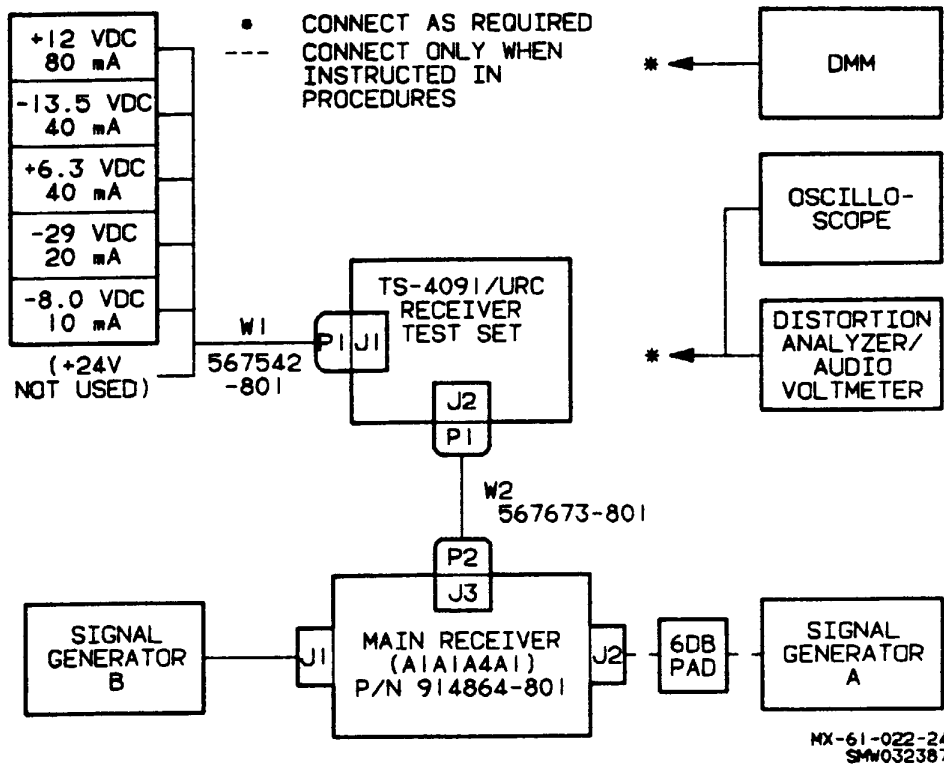 +12 VDC
80 mA
-13.5 VDC
40 mA
+6.3 VDC
40 mA
-29 VDC
20 mA
-8.0 VDC
10 mA
(+24V
NOT USED)
* CONNECT AS REQUIRED
--- CONNECT ONLY WHEN
INSTRUCTED IN
PROCEDURES
* DMM
OSCILLO-
SCOPE
* DISTORTION
ANALYZER/
AUDIO
VOLTMETER
W1
567542
-801
P1 J1
TS-4091/URC
RECEIVER
TEST SET
J2
P1
W2
567673-801
P2
J3
SIGNAL
GENERATOR
B
J1
MAIN RECEIVER
(A1A1A4A1)
P/N 914864-801
J2
6DB
PAD
SIGNAL
GENERATOR
A
MX-61-022-24
SMW032387